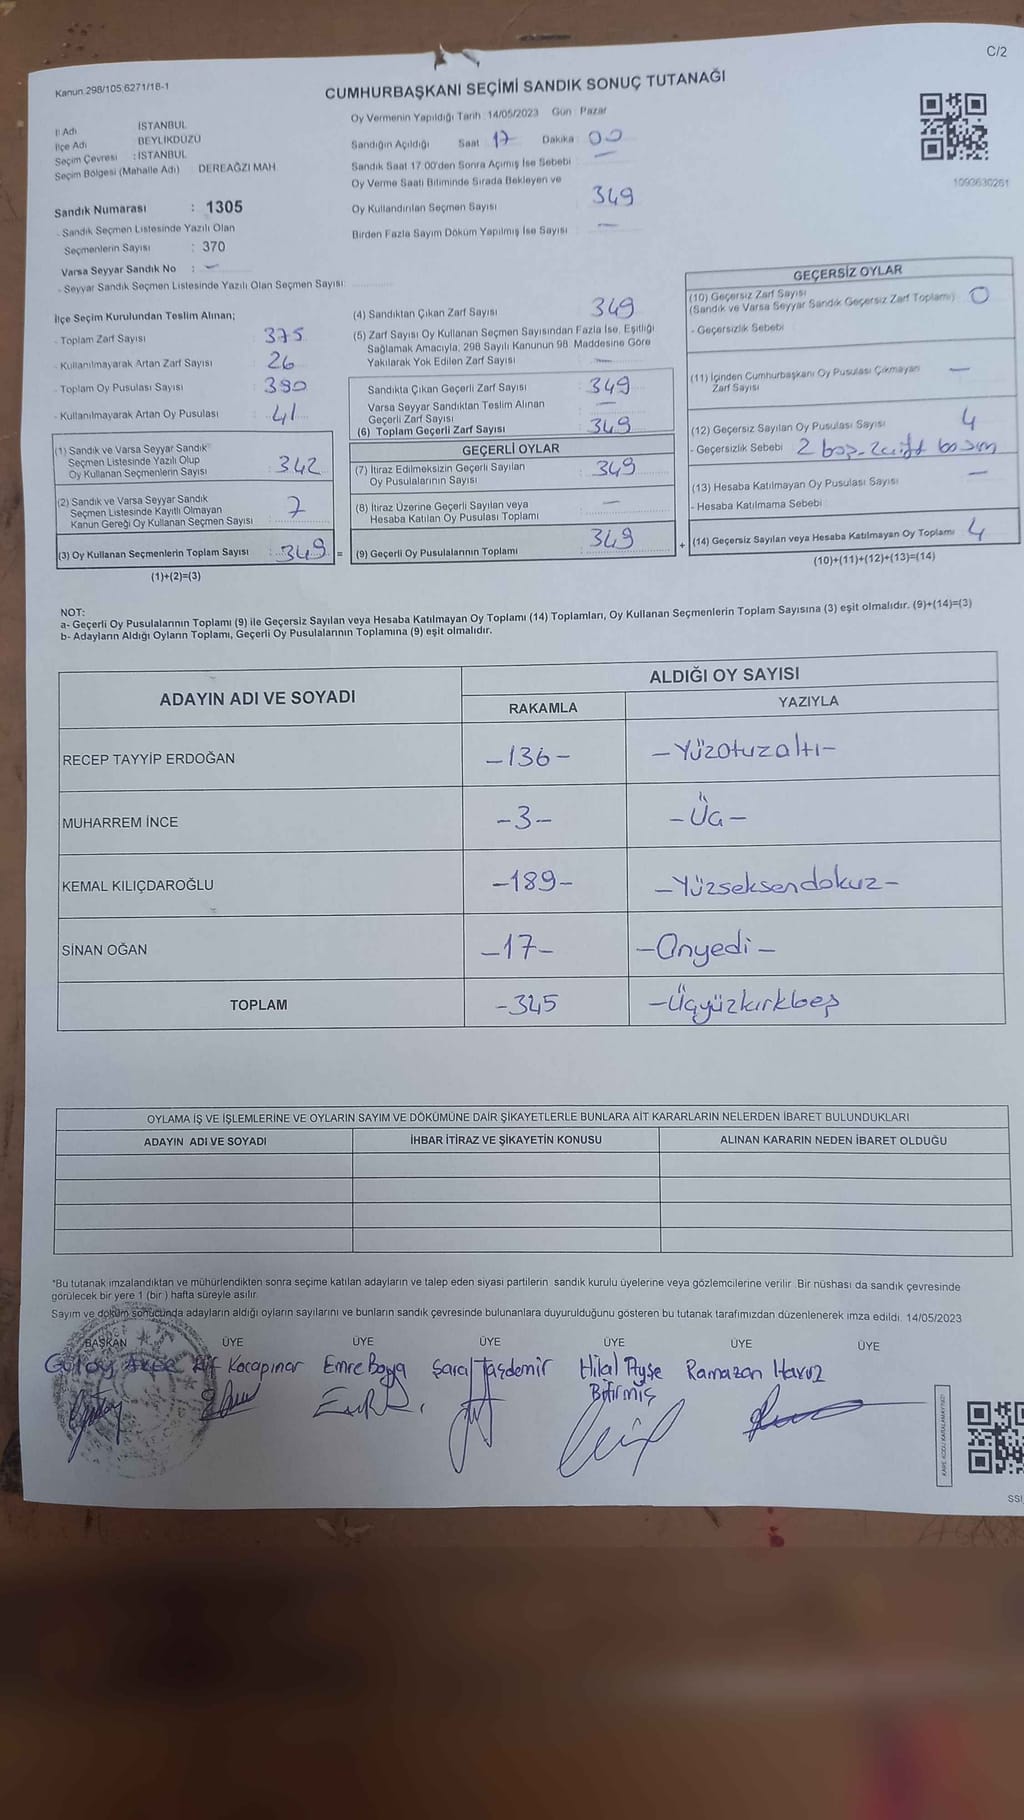 C/2
Kanun 298/105;6271/18-1
CUMHURBAŞKANI SEÇİMİ SANDIK SONUÇ TUTANAĞI
İl Adı İSTANBUL
İlçe Adı BEYLİKDÜZÜ
Seçim Çevresi : İSTANBUL
Seçim Bölgesi (Mahalle Adı) DEREAĞZI MAH
Sandık Numarası : 1305
- Sandık Seçmen Listesinde Yazılı Olan
Seçmenlerin Sayısı : 370
Varsa Seyyar Sandık No : –
- Seyyar Sandık Seçmen Listesinde Yazılı Olan Seçmen Sayısı:
Oy Vermenin Yapıldığı Tarih :14/05/2023 Gün : Pazar
Sandığın Açıldığı Saat 17 Dakika : 00
Sandık Saat 17:00'den Sonra Açımış İse Sebebi –
Oy Verme Saati Bitiminde Sırada Bekleyen ve
Oy Kullandırılan Seçmen Sayısı 349
Birden Fazla Sayım Döküm Yapılmış İse Sayısı : –
1093630261
İlçe Seçim Kurulundan Teslim Alınan;
- Toplam Zarf Sayısı : 375
- Kullanılmayarak Artan Zarf Sayısı : 26
- Toplam Oy Pusulası Sayısı : 390
- Kullanılmayarak Artan Oy Pusulası : 41
(1) Sandık ve Varsa Seyyar Sandık
Seçmen Listesinde Yazılı Olup
Oy Kullanan Seçmenlerin Sayısı : 342
(2) Sandık ve Varsa Seyyar Sandık
Seçmen Listesinde Kayıtlı Olmayan
Kanun Gereği Oy Kullanan Seçmen Sayısı : 7
(3) Oy Kullanan Seçmenlerin Toplam Sayısı : 349 =
(1)+(2)=(3)
(4) Sandıktan Çıkan Zarf Sayısı 349
(5) Zarf Sayısı Oy Kullanan Seçmen Sayısından Fazla İse, Eşitliği
Sağlamak Amacıyla, 298 Sayılı Kanunun 98. Maddesine Göre
Yakılarak Yok Edilen Zarf Sayısı : –
Sandıkta Çıkan Geçerli Zarf Sayısı : 349
Varsa Seyyar Sandıktan Teslim Alınan
Geçerli Zarf Sayısı : –
(6) Toplam Geçerli Zarf Sayısı : 349
GEÇERLİ OYLAR
(7) İtiraz Edilmeksizin Geçerli Sayılan
Oy Pusulalarının Sayısı : 349
(8) İtiraz Üzerine Geçerli Sayılan veya
Hesaba Katılan Oy Pusulası Toplamı : –
(9) Geçerli Oy Pusulalarının Toplamı : 349 +
GEÇERSİZ OYLAR
(10) Geçersiz Zarf Sayısı
(Sandık ve Varsa Seyyar Sandık Geçersiz Zarf Toplamı) : 0
- Geçersizlik Sebebi :
(11) İçinden Cumhurbaşkanı Oy Pusulası Çıkmayan
Zarf Sayısı : –
(12) Geçersiz Sayılan Oy Pusulası Sayısı : 4
- Geçersizlik Sebebi : 2 boş- 2 çift basım
(13) Hesaba Katılmayan Oy Pusulası Sayısı : –
- Hesaba Katılmama Sebebi :
(14) Geçersiz Sayılan veya Hesaba Katılmayan Oy Toplamı : 4
(10)+(11)+(12)+(13)=(14)
NOT:
a- Geçerli Oy Pusulalarının Toplamı (9) ile Geçersiz Sayılan veya Hesaba Katılmayan Oy Toplamı (14) Toplamları, Oy Kullanan Seçmenlerin Toplam Sayısına (3) eşit olmalıdır. (9)+(14)=(3)
b- Adayların Aldığı Oyların Toplamı, Geçerli Oy Pusulalarının Toplamına (9) eşit olmalıdır.
ADAYIN ADI VE SOYADI
ALDIĞI OY SAYISI
RAKAMLA YAZIYLA
RECEP TAYYİP ERDOĞAN -136- -Yüzotuzaltı-
MUHARREM İNCE -3- -Üç-
KEMAL KILIÇDAROĞLU -189- -Yüzseksendokuz-
SİNAN OĞAN -17- -Onyedi-
TOPLAM -345 -Üçyüzkırkbeş
OYLAMA İŞ VE İŞLEMLERİNE VE OYLARIN SAYIM VE DÖKÜMÜNE DAİR ŞİKAYETLERLE BUNLARA AİT KARARLARIN NELERDEN İBARET BULUNDUKLARI
ADAYIN ADI VE SOYADI İHBAR İTİRAZ VE ŞİKAYETİN KONUSU ALINAN KARARIN NEDEN İBARET OLDUĞU
*Bu tutanak imzalandıktan ve mühürlendikten sonra seçime katılan adayların ve talep eden siyasi partilerin sandık kurulu üyelerine veya gözlemcilerine verilir. Bir nüshası da sandık çevresinde
görülecek bir yere 1 (bir ) hafta süreyle asılır.
Sayım ve döküm sonucunda adayların aldığı oyların sayılarını ve bunların sandık çevresinde bulunanlara duyurulduğunu gösteren bu tutanak tarafımızdan düzenlenerek imza edildi. 14/05/2023
BAŞKAN ÜYE ÜYE ÜYE ÜYE ÜYE ÜYE
Elif Karapınar Emre Boğa Taşdemir Hilal Ayşe Ramazan Havuz
Bitirmiş
KARE KODU KARALAMAYINIZ!
SSI